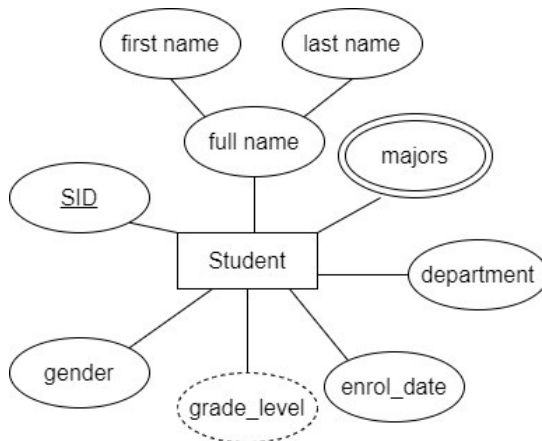 first name
last name
full name
majors
SID
Student
department
gender
enrol_date
grade_level